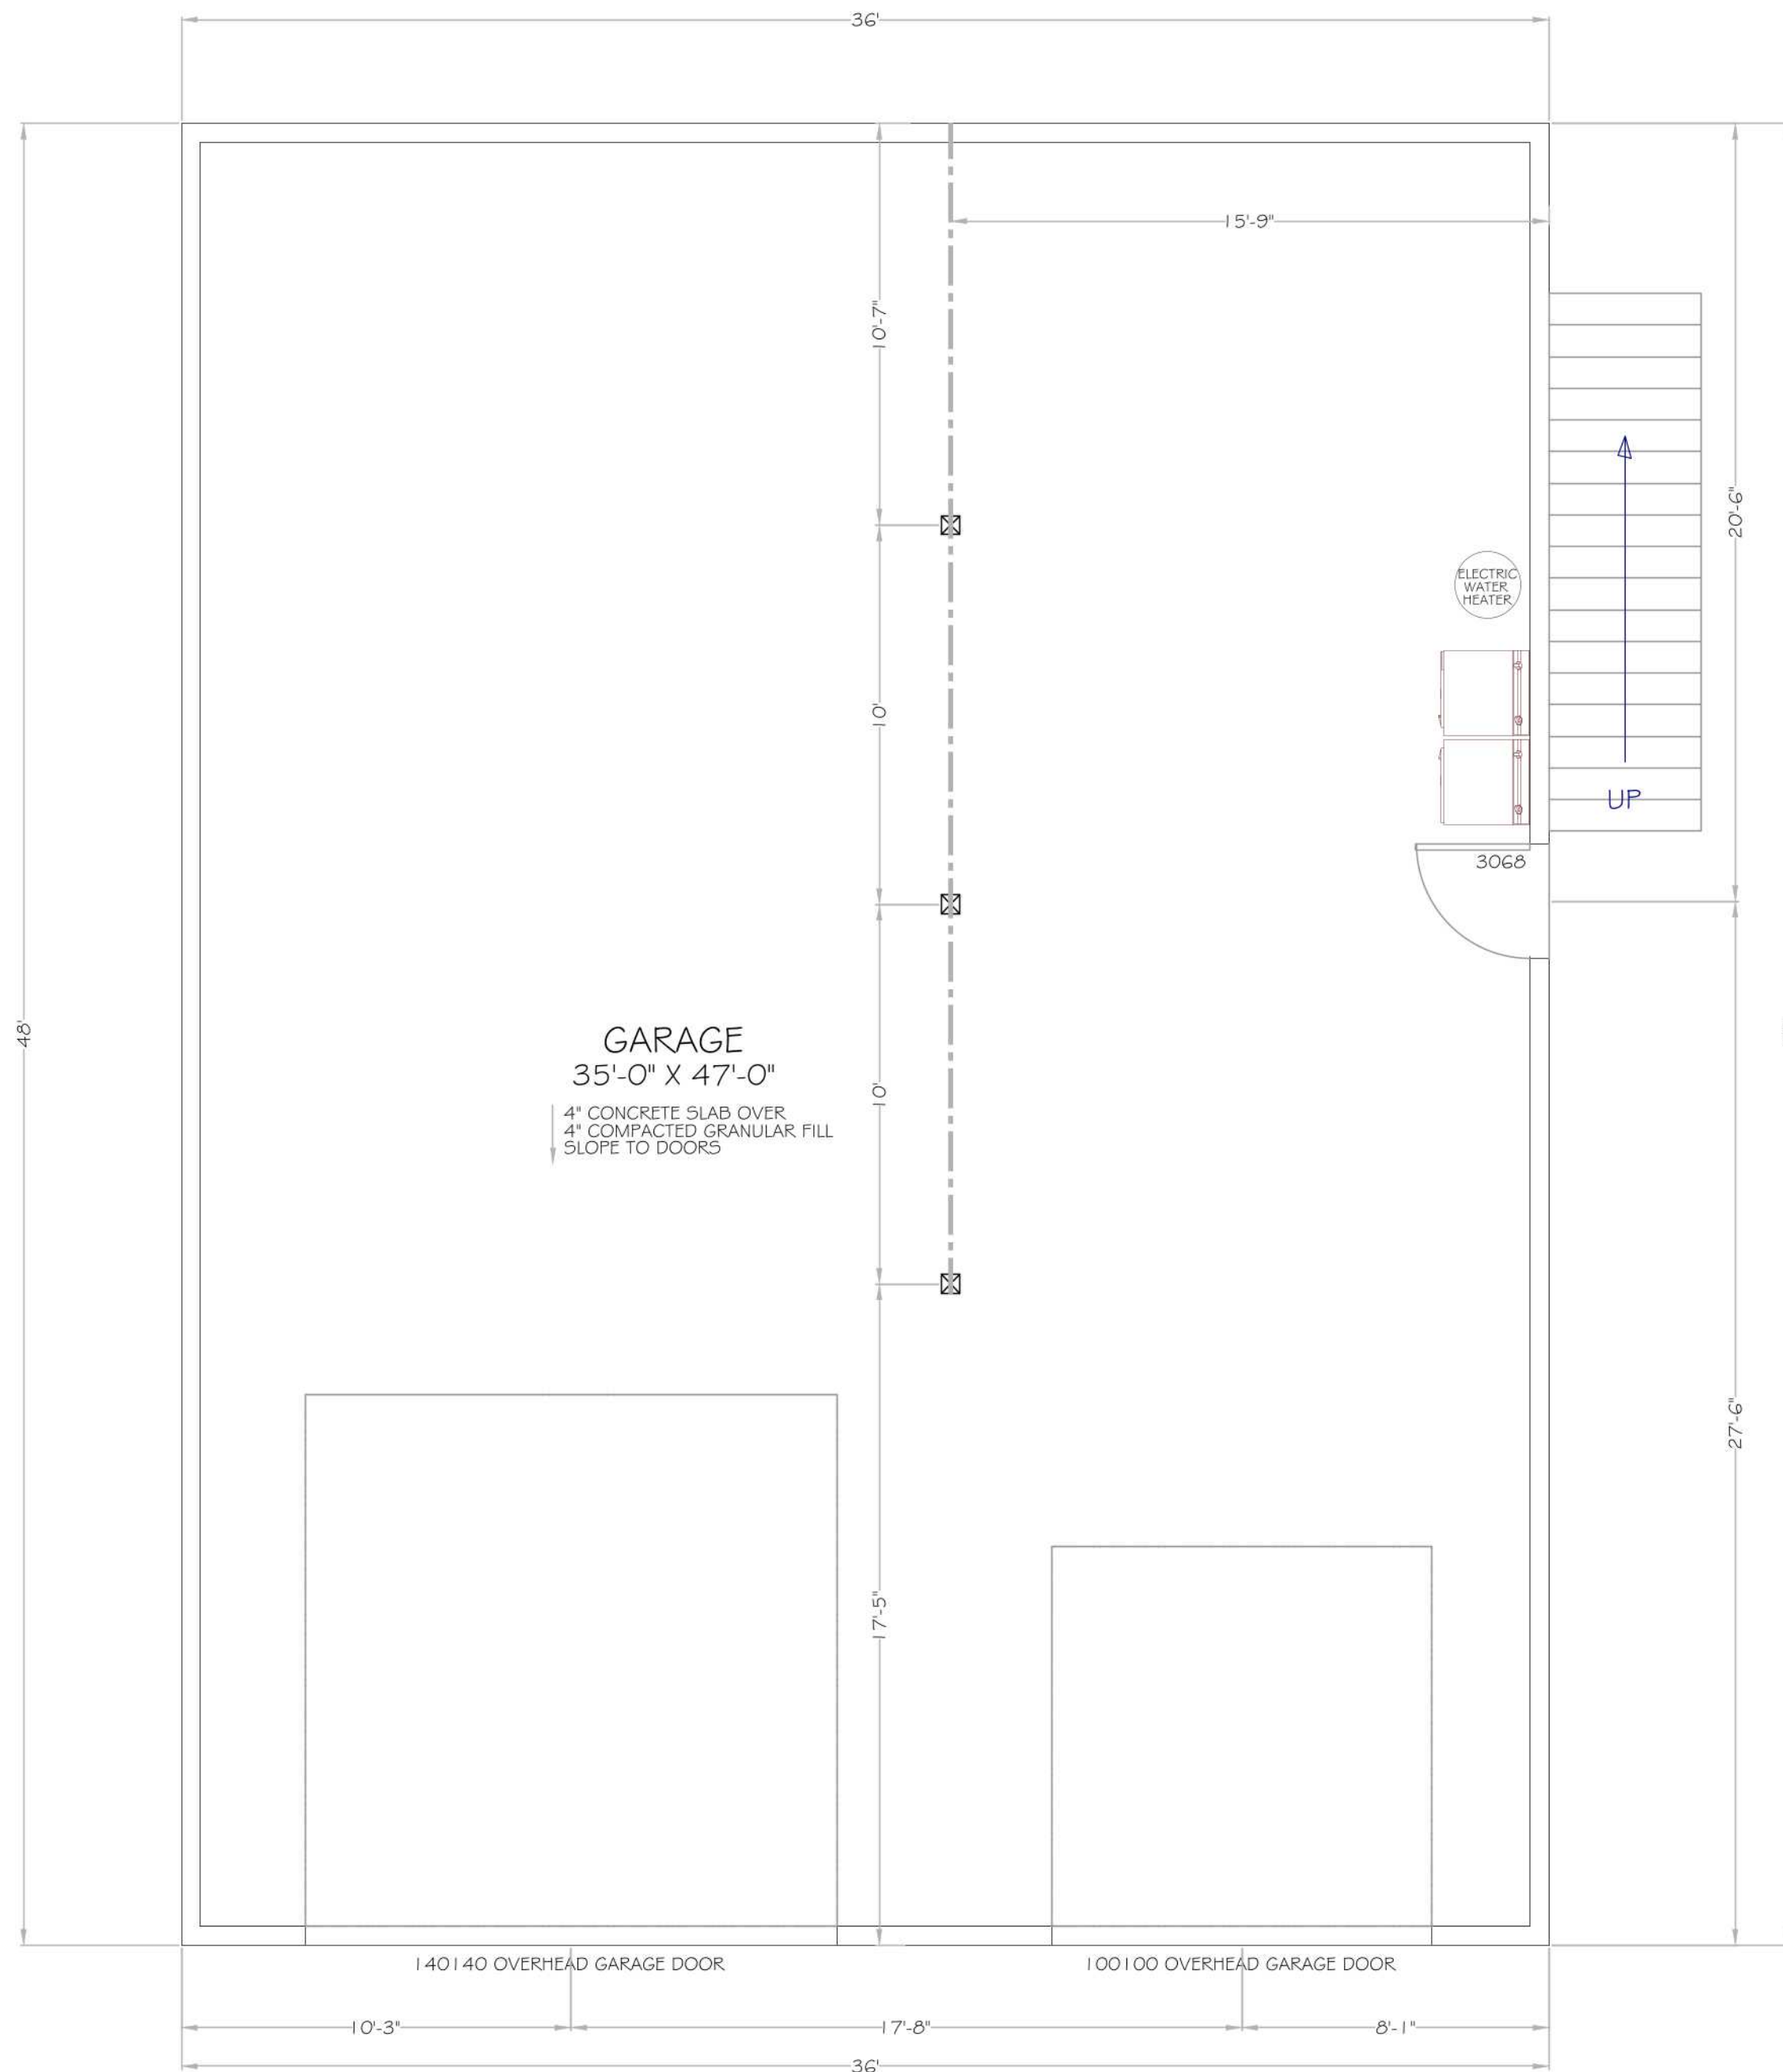 36'
15'-9"
10'-7"
20'-6"
ELECTRIC
WATER
HEATER
10'
UP
3068
48'
GARAGE
35'-0" X 47'-0"
10'
4" CONCRETE SLAB OVER
4" COMPACTED GRANULAR FILL
SLOPE TO DOORS
27'-6"
17'-5"
140140 OVERHEAD GARAGE DOOR
100100 OVERHEAD GARAGE DOOR
10'-3"
17'-8"
8'-1"
36'